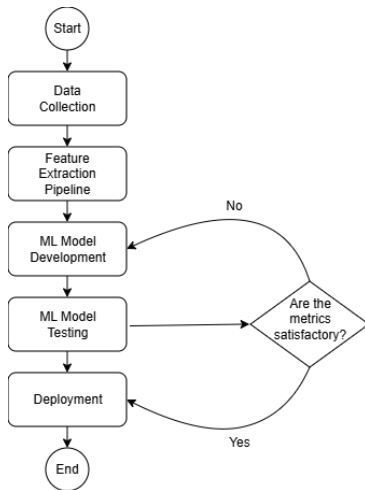 Start
Data
Collection
Feature
Extraction
Pipeline
No
ML Model
Development
ML Model
Testing
Are the
metrics
satisfactory?
Deployment
Yes
End